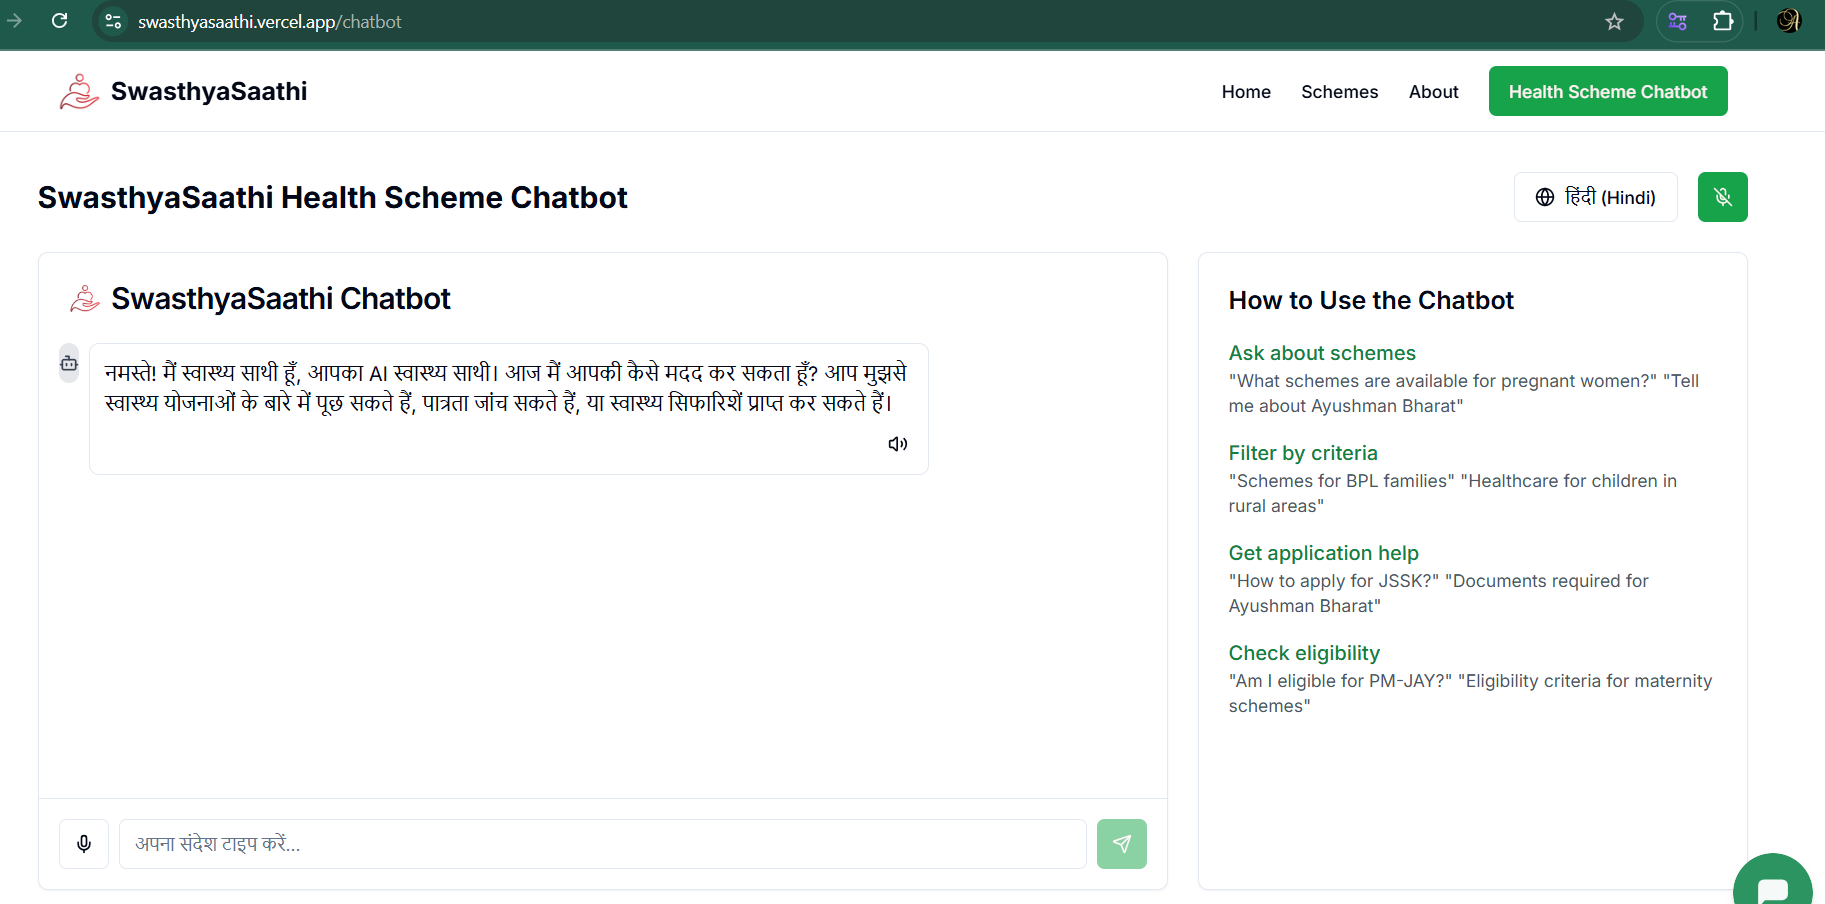 swasthyasaathi.vercel.app/chatbot
SwasthyaSaathi
Home Schemes About Health Scheme Chatbot
SwasthyaSaathi Health Scheme Chatbot
हिंदी (Hindi)
SwasthyaSaathi Chatbot
नमस्ते! मैं स्वास्थ्य साथी हूँ, आपका AI स्वास्थ्य साथी। आज मैं आपकी कैसे मदद कर सकता हूँ? आप मुझसे
स्वास्थ्य योजनाओं के बारे में पूछ सकते हैं, पात्रता जांच सकते हैं, या स्वास्थ्य सिफारिशें प्राप्त कर सकते हैं।
अपना संदेश टाइप करें...
How to Use the Chatbot
Ask about schemes
"What schemes are available for pregnant women?" "Tell
me about Ayushman Bharat"
Filter by criteria
"Schemes for BPL families" "Healthcare for children in
rural areas"
Get application help
"How to apply for JSSK?" "Documents required for
Ayushman Bharat"
Check eligibility
"Am I eligible for PM-JAY?" "Eligibility criteria for maternity
schemes"